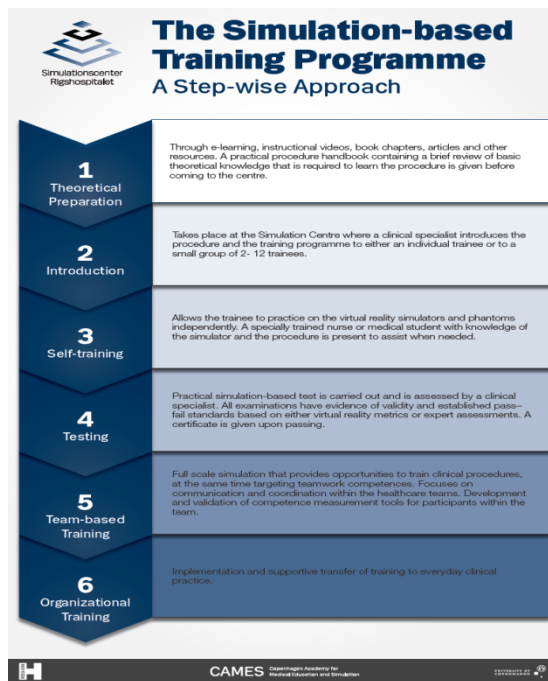 The Simulation-based
Training Programme
A Step-wise Approach
Simulationscenter
Rigshospitalet
1
Theoretical
Preparation
Through e-learning, instructional videos, book chapters, articles and other
resources. A practical procedure handbook containing a brief review of basic
theoretical knowledge that is required to learn the procedure is given before
coming to the centre.
2
Introduction
Takes place at the Simulation Centre where a clinical specialist introduces the
procedure and the training programme to either an individual trainee or to a
small group of 2- 12 trainees.
3
Self-training
Allows the trainee to practice on the virtual reality simulators and phantoms
independently. A specially trained nurse or medical student with knowledge of
the simulator and the procedure is present to assist when needed.
4
Testing
Practical simulation-based test is carried out and is assessed by a clinical
specialist. All examinations have evidence of validity and established pass–
fail standards based on either virtual reality metrics or expert assessments. A
certificate is given upon passing.
5
Team-based
Training
Full scale simulation that provides opportunities to train clinical procedures,
at the same time targeting teamwork competences. Focuses on
communication and coordination within the healthcare teams. Development
and validation of competence measurement tools for participants within the
team.
6
Organizational
Training
Implementation and supportive transfer of training to everyday clinical
practice.
CAMES Copenhagen Academy for
Medical Education and Simulation
UNIVERSITY OF
COPENHAGEN